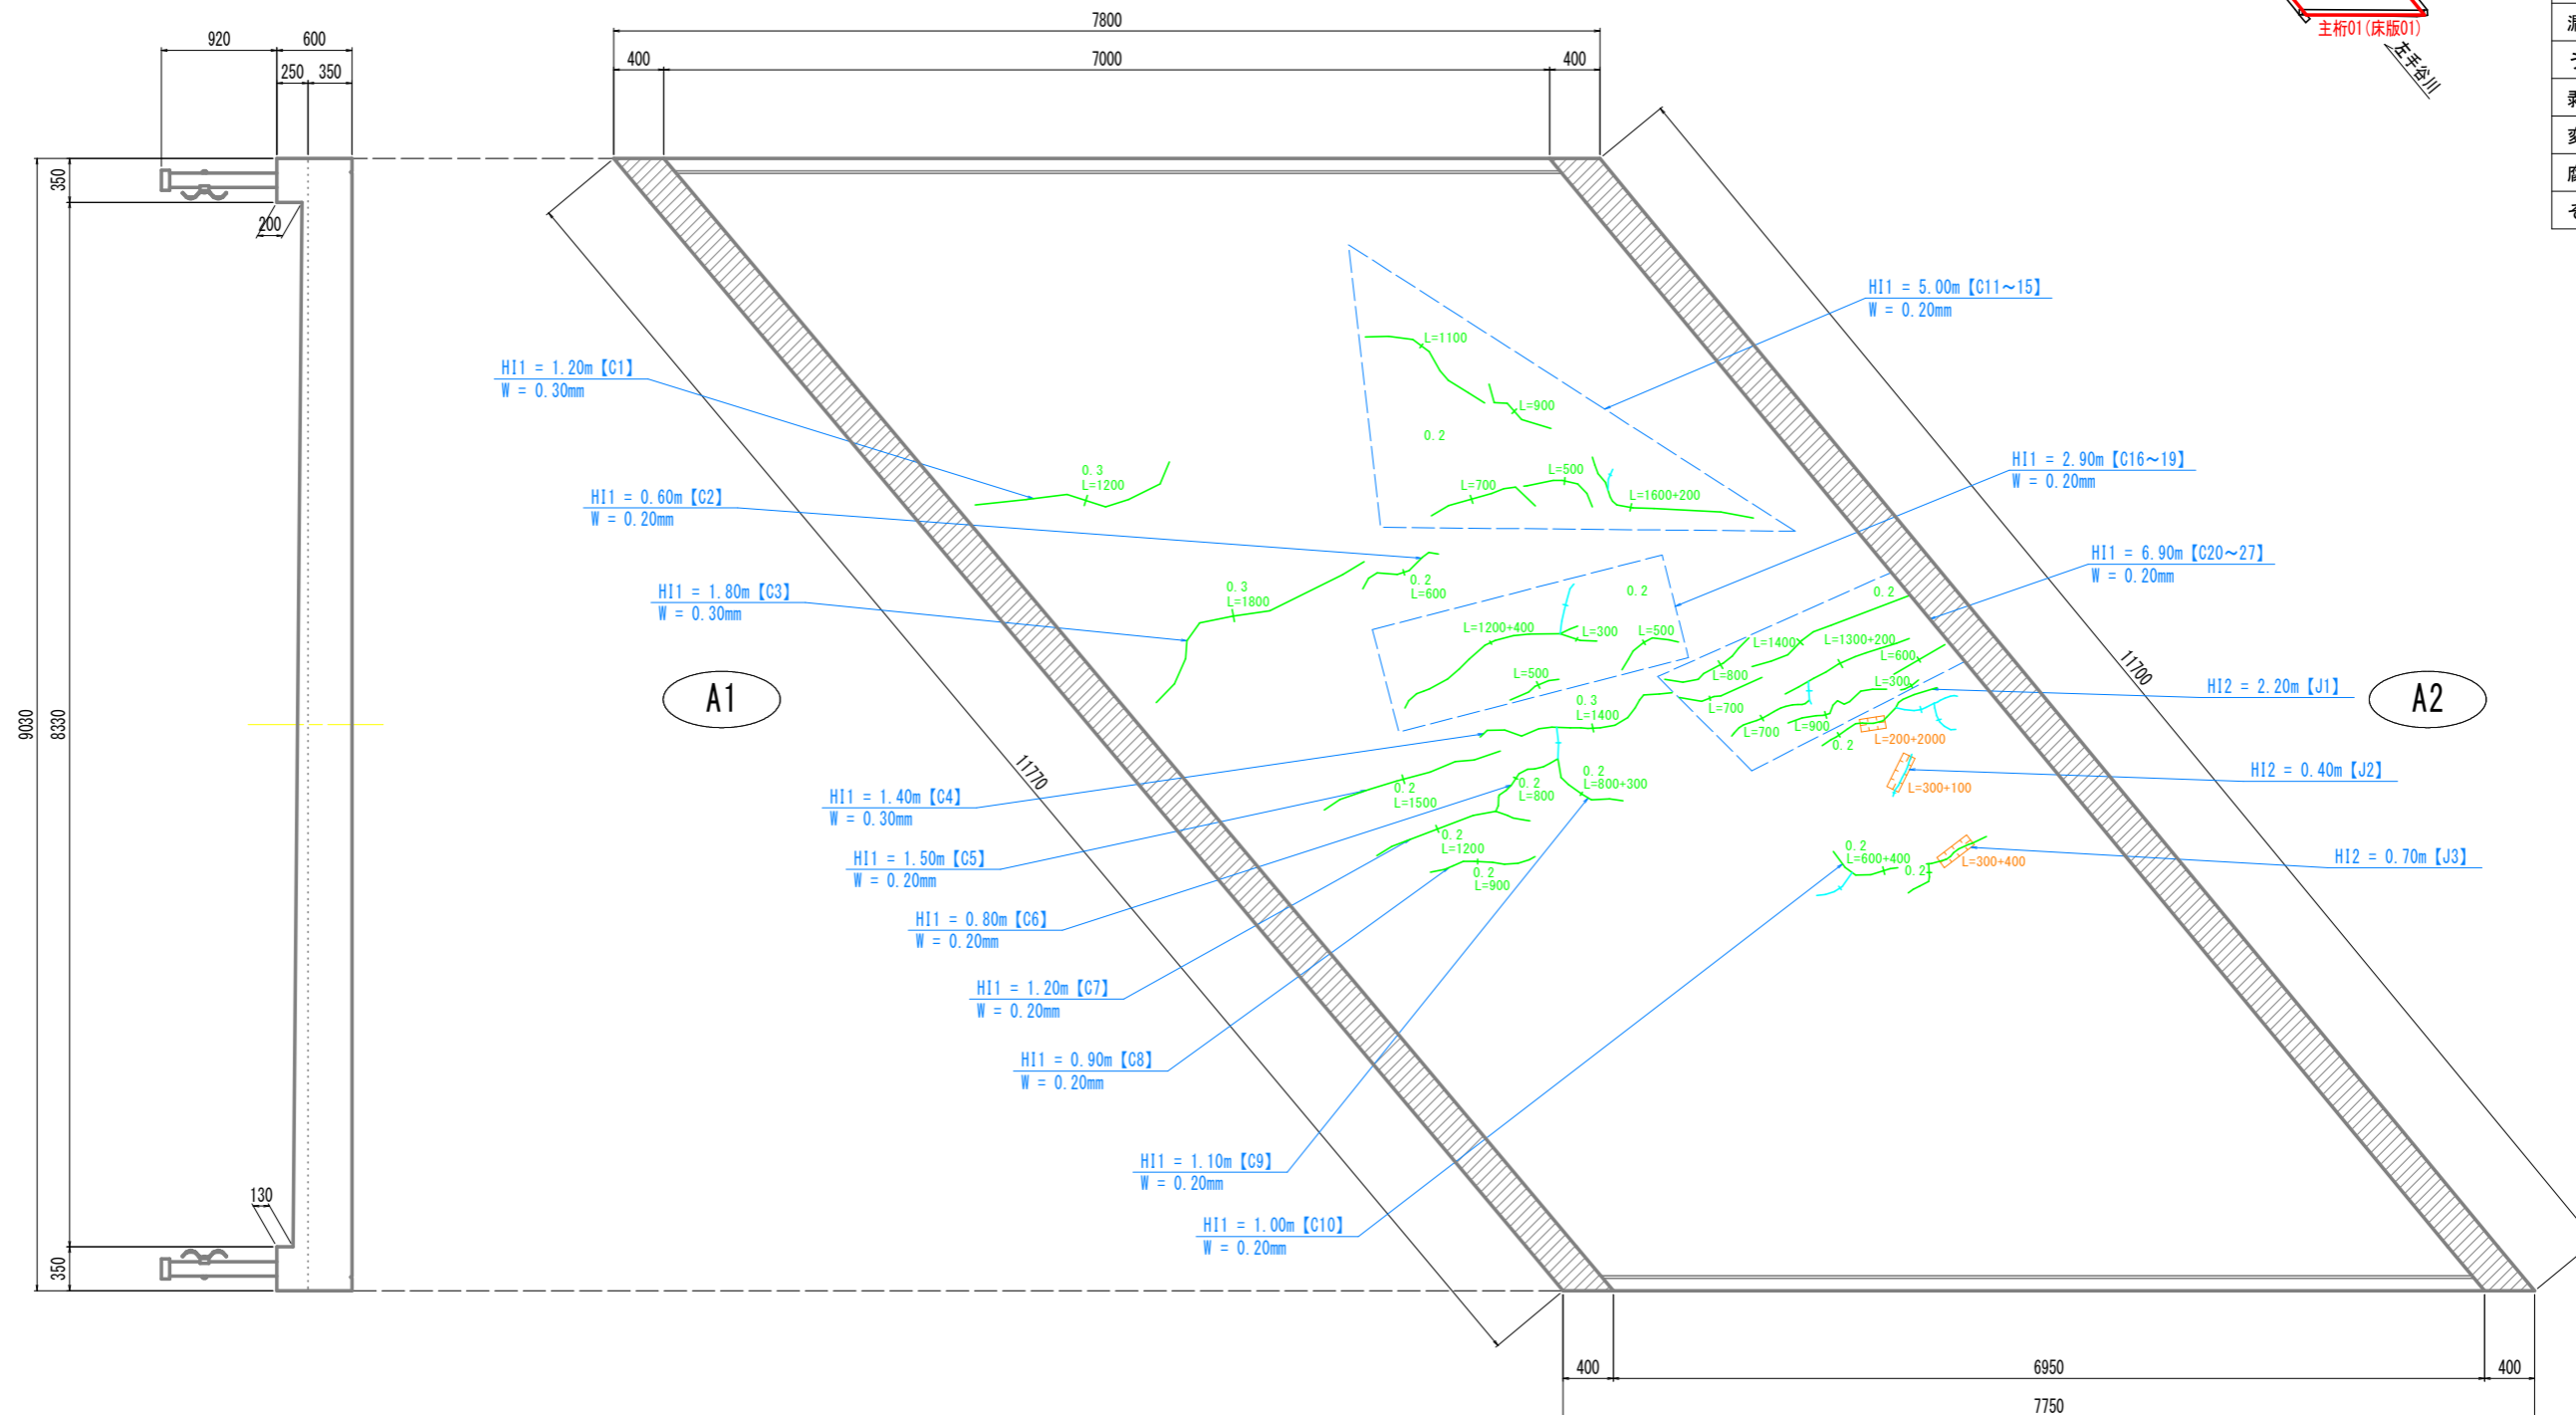 7800
920
600
400
7000
400
250
350
主桁01(床版01)
左手谷川
350
200
9030
8330
130
350
11770
11700
A1
A2
HI1 = 1.20m【C1】
W = 0.30mm
HI1 = 0.60m【C2】
W = 0.20mm
HI1 = 1.80m【C3】
W = 0.30mm
HI1 = 1.40m【C4】
W = 0.30mm
HI1 = 1.50m【C5】
W = 0.20mm
HI1 = 0.80m【C6】
W = 0.20mm
HI1 = 1.20m【C7】
W = 0.20mm
HI1 = 0.90m【C8】
W = 0.20mm
HI1 = 1.10m【C9】
W = 0.20mm
HI1 = 1.00m【C10】
W = 0.20mm
HI1 = 5.00m【C11～15】
W = 0.20mm
HI1 = 2.90m【C16～19】
W = 0.20mm
HI1 = 6.90m【C20～27】
W = 0.20mm
HI2 = 2.20m【J1】
HI2 = 0.40m【J2】
HI2 = 0.70m【J3】
L=1100
L=900
0.2
L=500
L=700
L=1600+200
0.3
L=1200
0.3
L=1800
0.2
L=600
0.2
L=1200+400
L=300
L=500
L=500
0.2
L=1400
L=1300+200
L=600
L=800
L=300
L=700
L=700
L=900
0.2
L=200+2000
0.3
L=1400
0.2
L=1500
0.2
L=800
0.2
L=800+300
L=300+100
0.2
L=1200
0.2
L=900
0.2
L=600+400
0.2
L=300+400
400
6950
400
7750